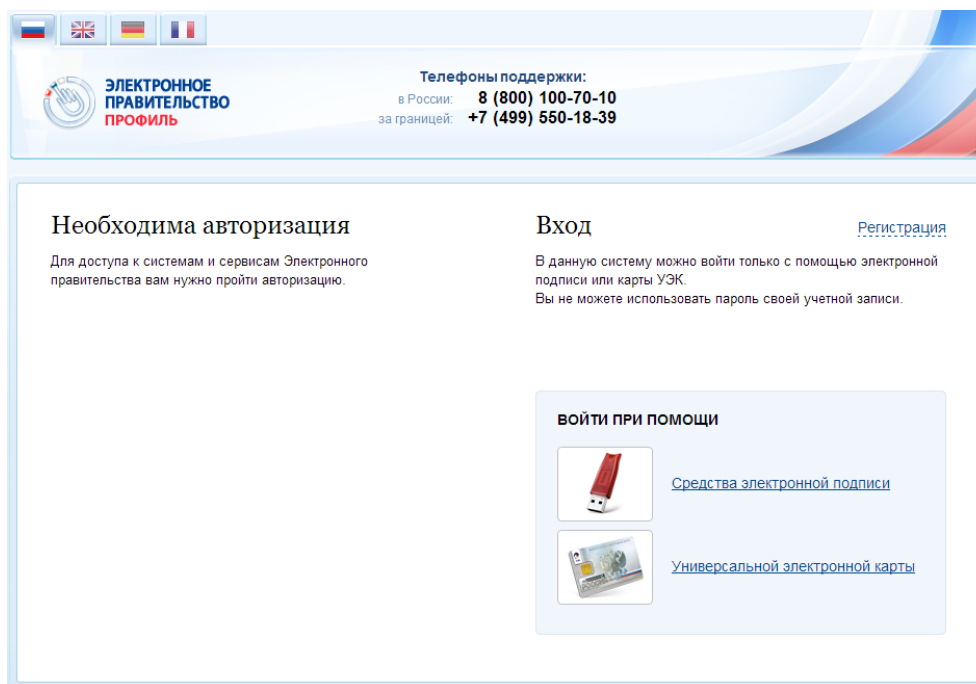 ЭЛЕКТРОННОЕ
ПРАВИТЕЛЬСТВО
ПРОФИЛЬ
Телефоны поддержки:
в России: 8 (800) 100-70-10
за границей: +7 (499) 550-18-39
Необходима авторизация
Для доступа к системам и сервисам Электронного
правительства вам нужно пройти авторизацию.
Вход
Регистрация
В данную систему можно войти только с помощью электронной
подписи или карты УЭК.
Вы не можете использовать пароль своей учетной записи.
ВОЙТИ ПРИ ПОМОЩИ
Средства электронной подписи
Универсальной электронной карты